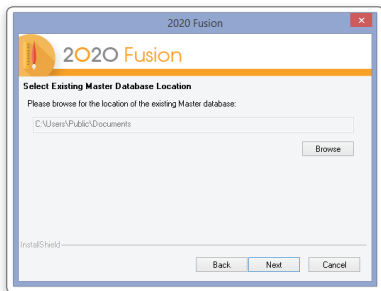 2020 Fusion
2020 Fusion
Select Existing Master Database Location
Please browse for the location of the existing Master database:
C:\Users\Public\Documents
Browse
InstallShield
Back Next Cancel